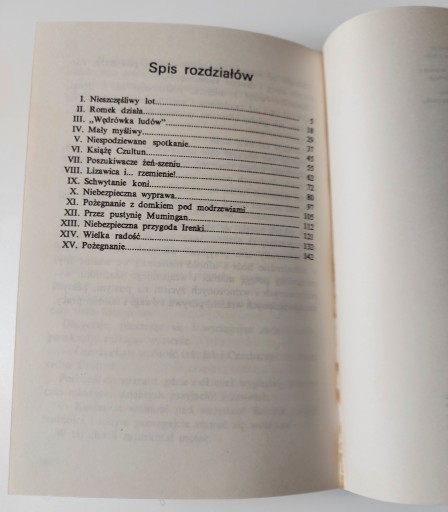 Spis rozdziałów
I. Nieszczęśliwy lot 5
II. Romek działa 18
III. „Wędrówka ludów” 26
IV. Mały myśliwy 37
V. Niespodziewane spotkanie 45
VI. Książę Czultun 55
VII. Poszukiwacze żeń-szeniu 62
VIII. Lizawica i... rzemienie! 72
IX. Schwytanie koni 80
X. Niebezpieczna wyprawa 97
XI. Pożegnanie z domkiem pod modrzewiami 105
XII. Przez pustynię Mumingan 112
XIII. Niebezpieczna przygoda Irenki 121
XIV. Wielka radość 132
XV. Pożegnanie 142